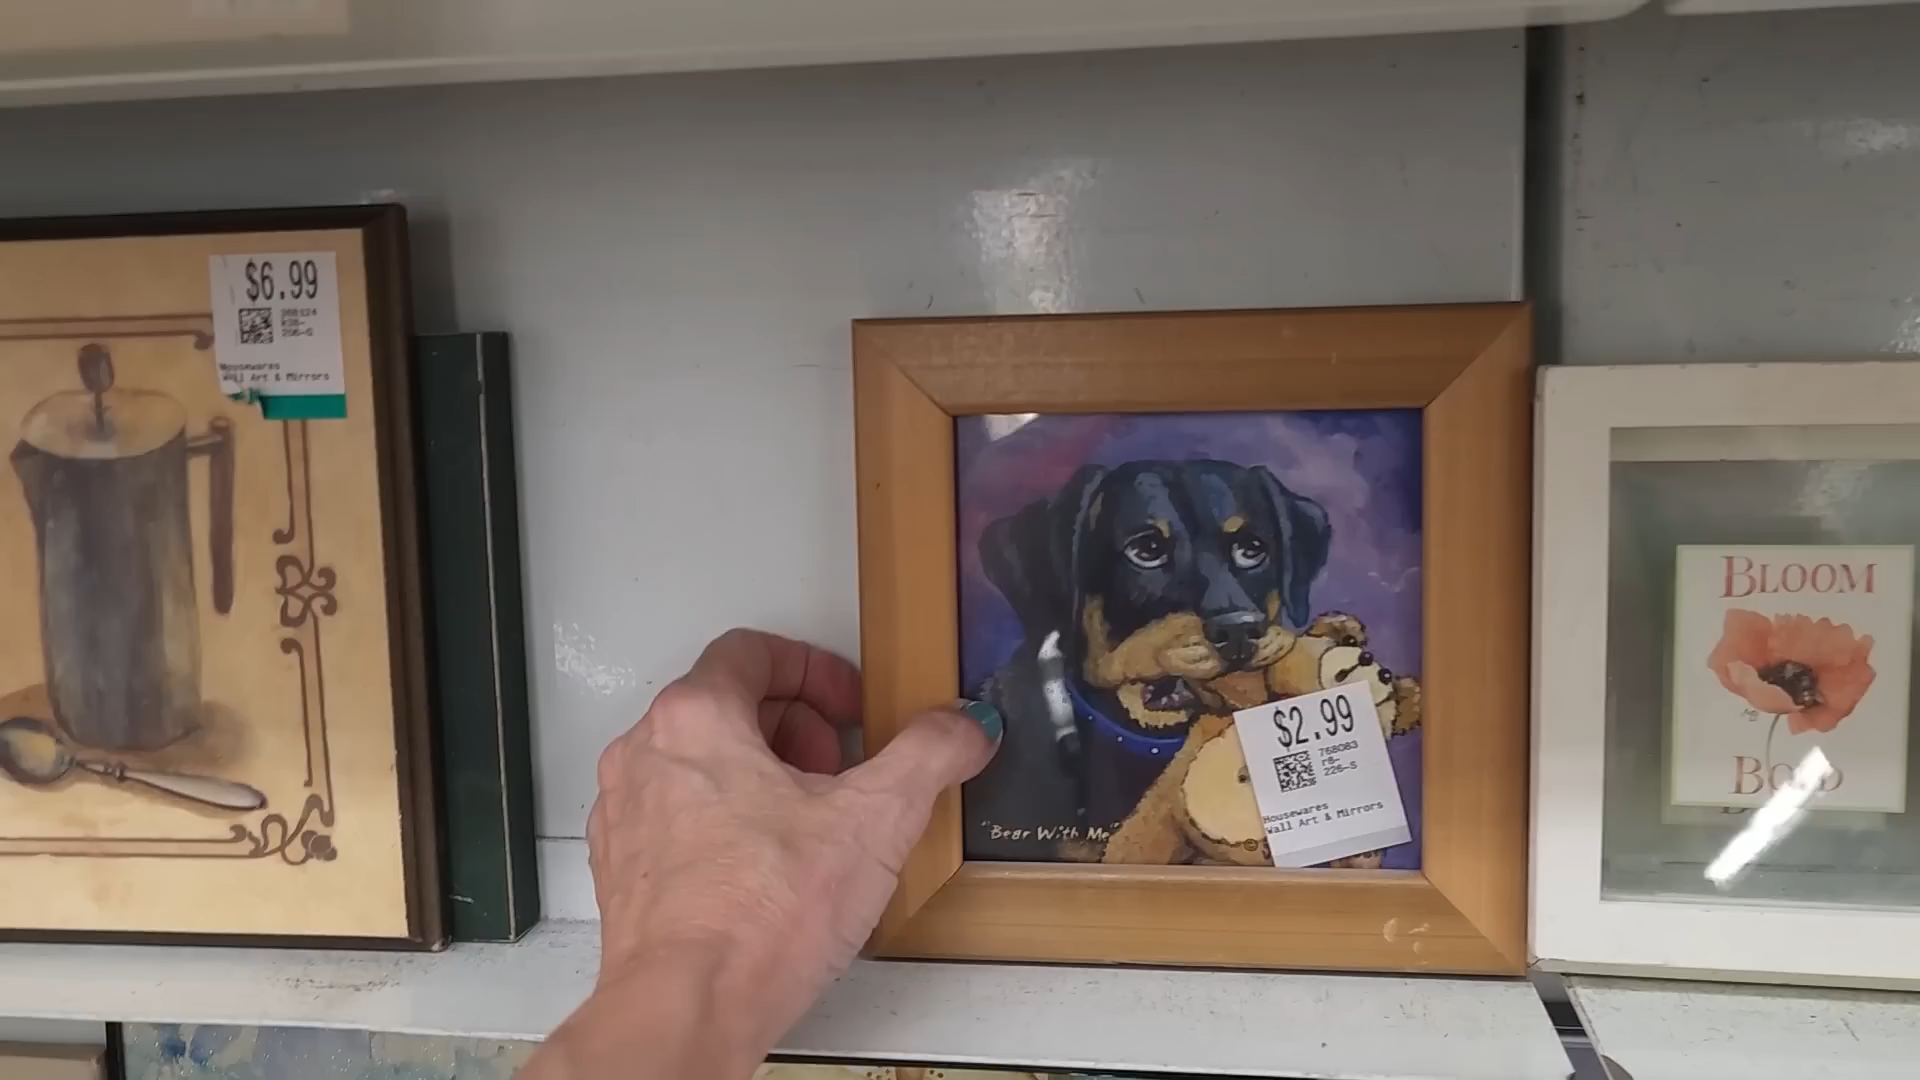 $6.99
Housewares
Wall Art & Mirrors
"Bear With Me"
$2.99
768083
r8-
226-S
Housewares
Wall Art & Mirrors
©
BLOOM
BOLD